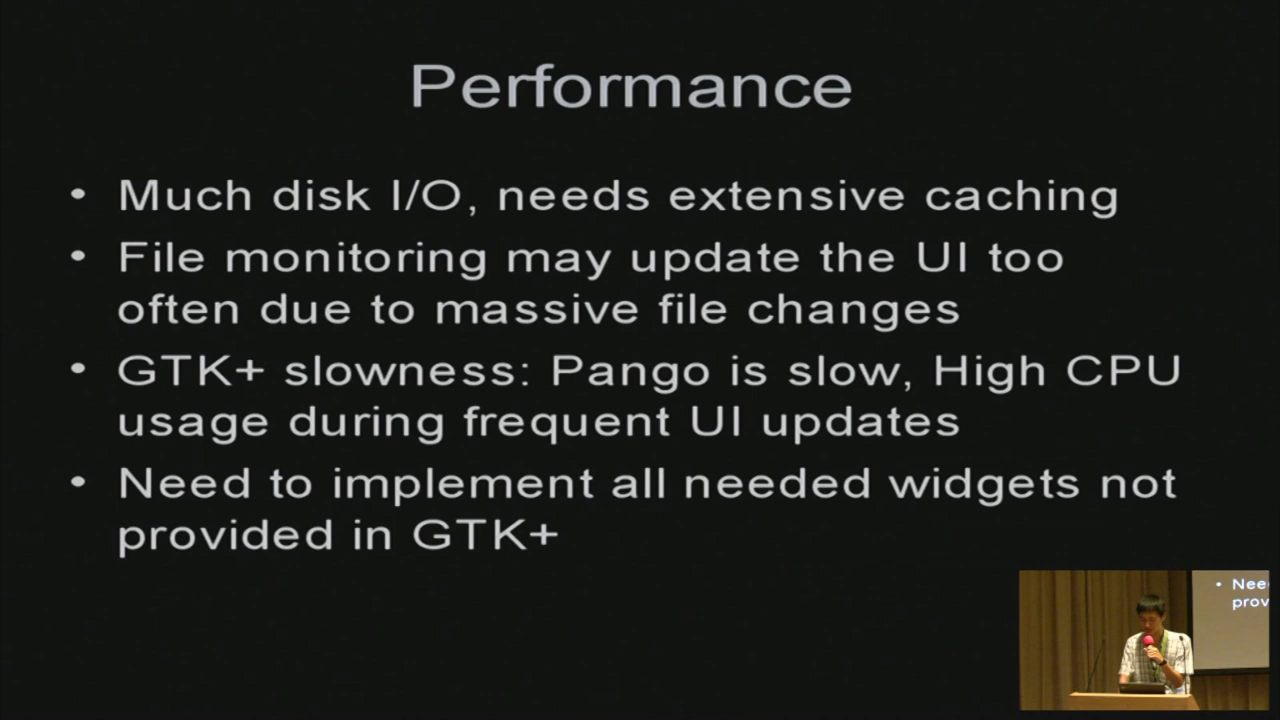 Performance
• Much disk I/O, needs extensive caching
• File monitoring may update the UI too
often due to massive file changes
• GTK+ slowness: Pango is slow, High CPU
usage during frequent UI updates
• Need to implement all needed widgets not
provided in GTK+
• Nee
prov